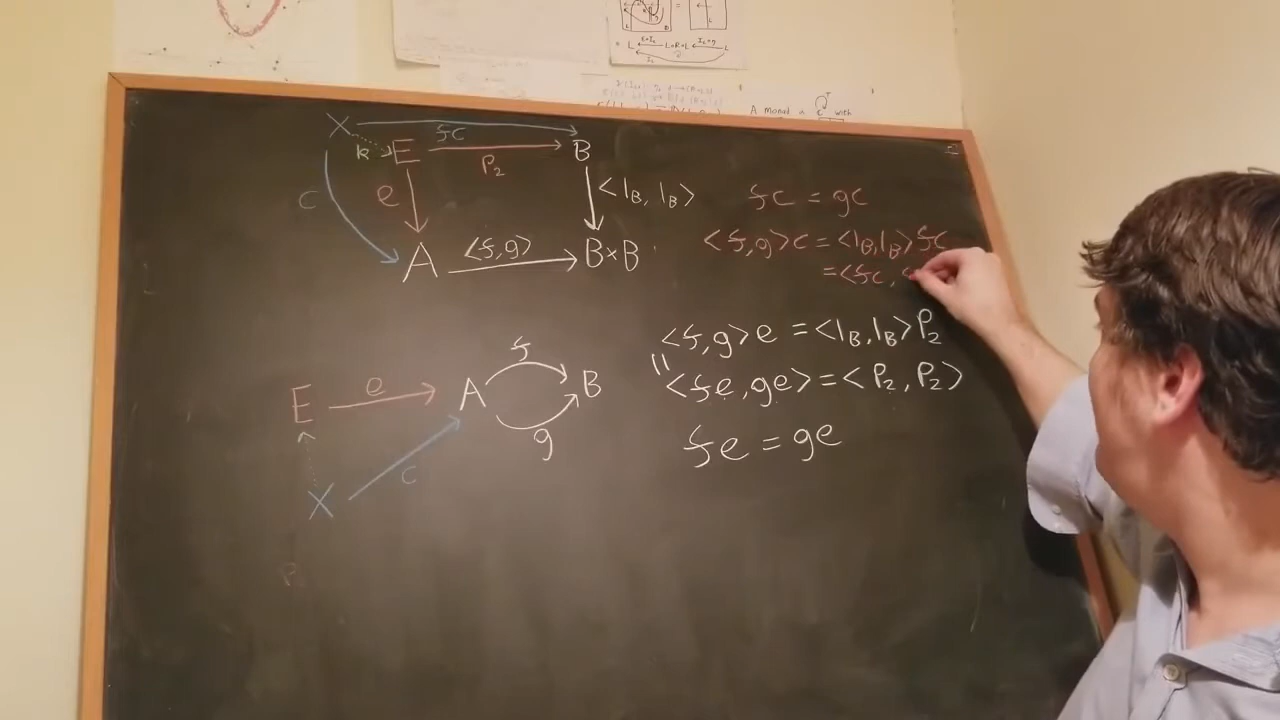 A monad on a
with
X
fc
k
E
P₂
B
c
e
<1_B, 1_B>
A
<f,g>
B×B
fc = gc
<f,g>c = <1_B,1_B>fc
=<fc,
<f,g>e = <1_B,1_B>P₂
"
<fe,ge> = <P₂, P₂>
fe = ge
E
e
A
f
B
g
X
c